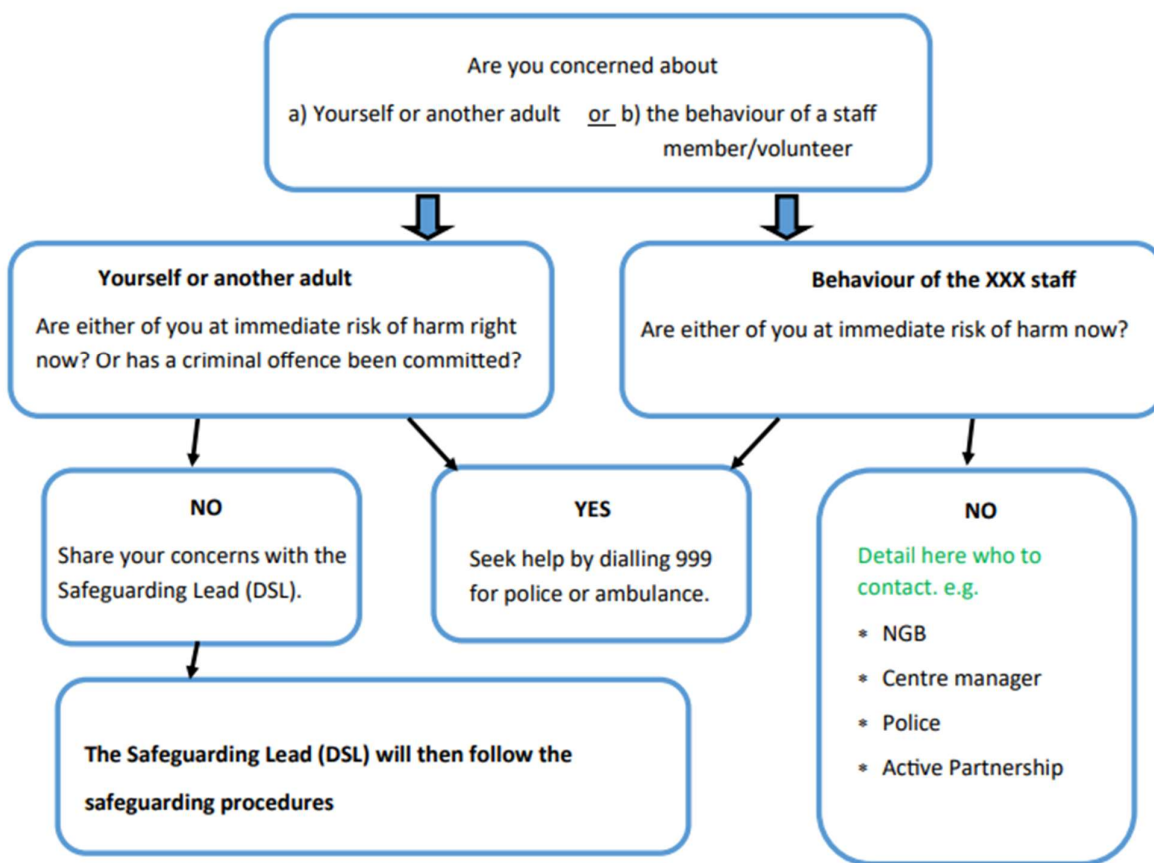 Are you concerned about
a) Yourself or another adult or b) the behaviour of a staff
member/volunteer
Yourself or another adult
Are either of you at immediate risk of harm right
now? Or has a criminal offence been committed?
Behaviour of the XXX staff
Are either of you at immediate risk of harm now?
NO
Share your concerns with the
Safeguarding Lead (DSL).
YES
Seek help by dialling 999
for police or ambulance.
NO
Detail here who to
contact. e.g.
* NGB
* Centre manager
* Police
* Active Partnership
The Safeguarding Lead (DSL) will then follow the
safeguarding procedures